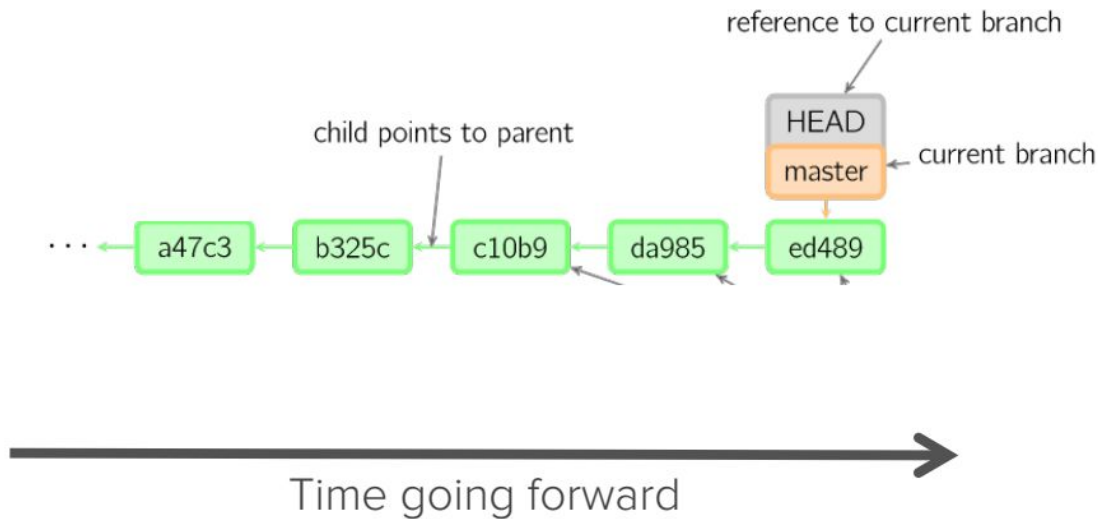 reference to current branch
HEAD
child points to parent
current branch
master
... a47c3 b325c c10b9 da985 ed489
Time going forward